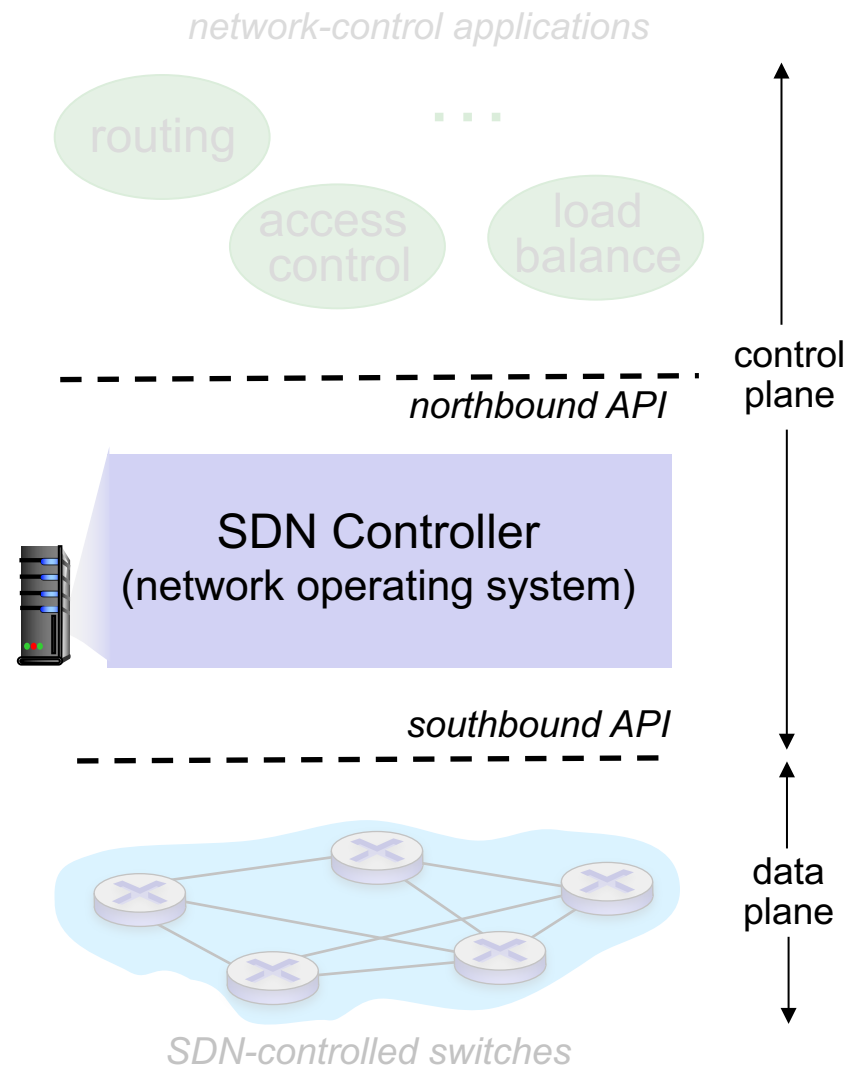 network-control applications
routing
...
access
control
load
balance
control
plane
northbound API
SDN Controller
(network operating system)
southbound API
data
plane
SDN-controlled switches